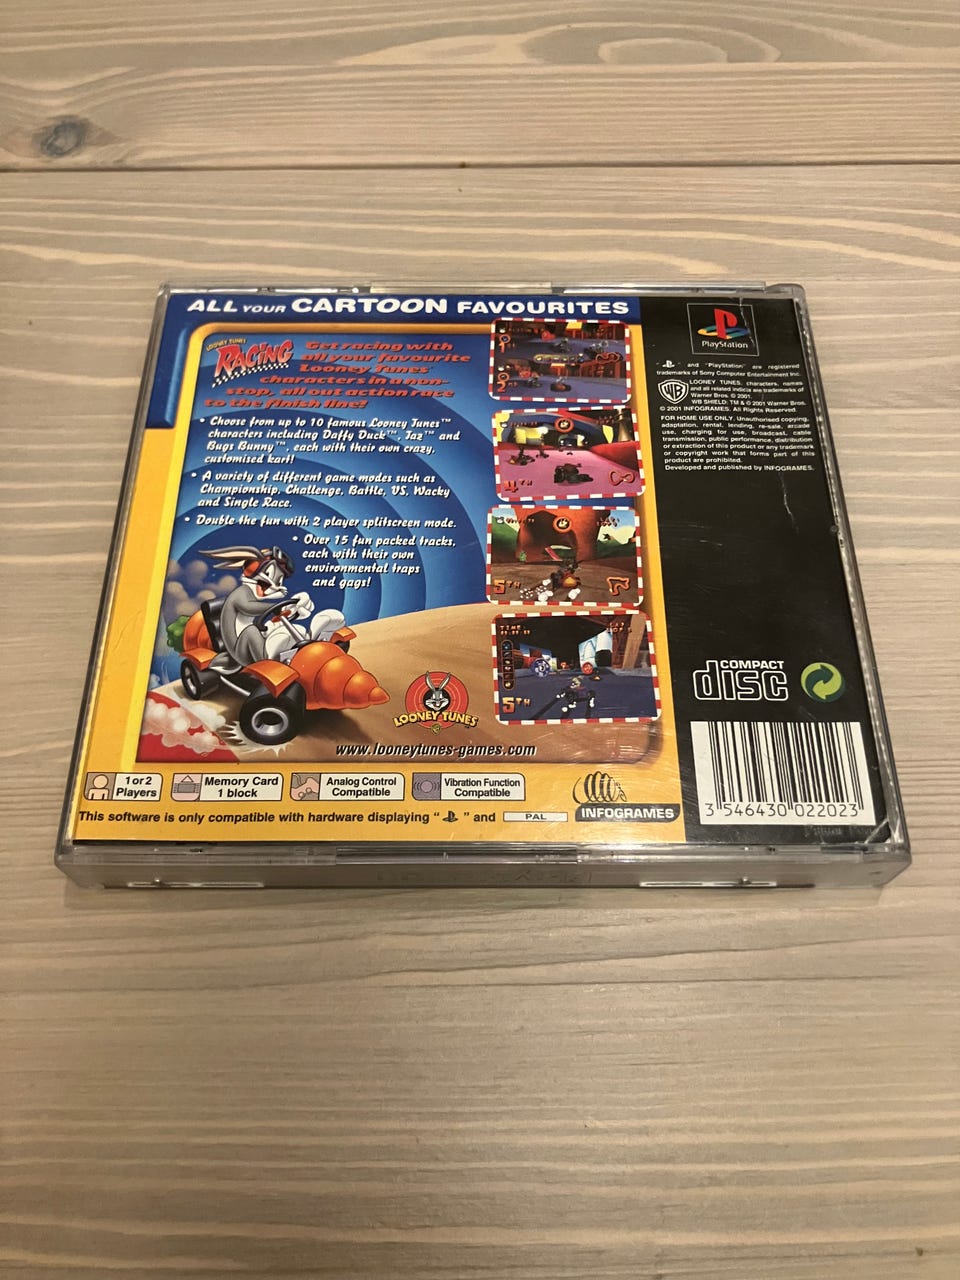 ALL YOUR CARTOON FAVOURITES
LOONEY TUNES
RACING
Get racing with
all your favourite
Looney Tunes
characters in a non-
stop, all out action race
to the finish line!
• Choose from up to 10 famous Looney Tunes™
characters including Daffy Duck™, Taz™ and
Bugs Bunny™, each with their own crazy,
customised kart!
• A variety of different game modes such as
Championship, Challenge, Battle, VS, Wacky
and Single Race.
• Double the fun with 2 player splitscreen mode.
• Over 15 fun packed tracks,
each with their own
environmental traps
and gags!
4TH
5TH
TIME
5TH
LOONEY TUNES
www.looneytunes-games.com
1 or 2
Players
Memory Card
1 block
Analog Control
Compatible
Vibration Function
Compatible
INFOGRAMES
This software is only compatible with hardware displaying " " and PAL
PlayStation
" " and "PlayStation" are registered
trademarks of Sony Computer Entertainment Inc.
WB
LOONEY TUNES, characters, names
and all related indicia are trademarks of
Warner Bros. © 2001.
WB SHIELD: TM & © 2001 Warner Bros.
© 2001 INFOGRAMES. All Rights Reserved.
FOR HOME USE ONLY. Unauthorised copying,
adaptation, rental, lending, re-sale, arcade
use, charging for use, broadcast, cable
transmission, public performance, distribution
or extraction of this product or any trademark
or copyright work that forms part of this
product are prohibited.
Developed and published by INFOGRAMES.
COMPACT
disc
3 546430 022023